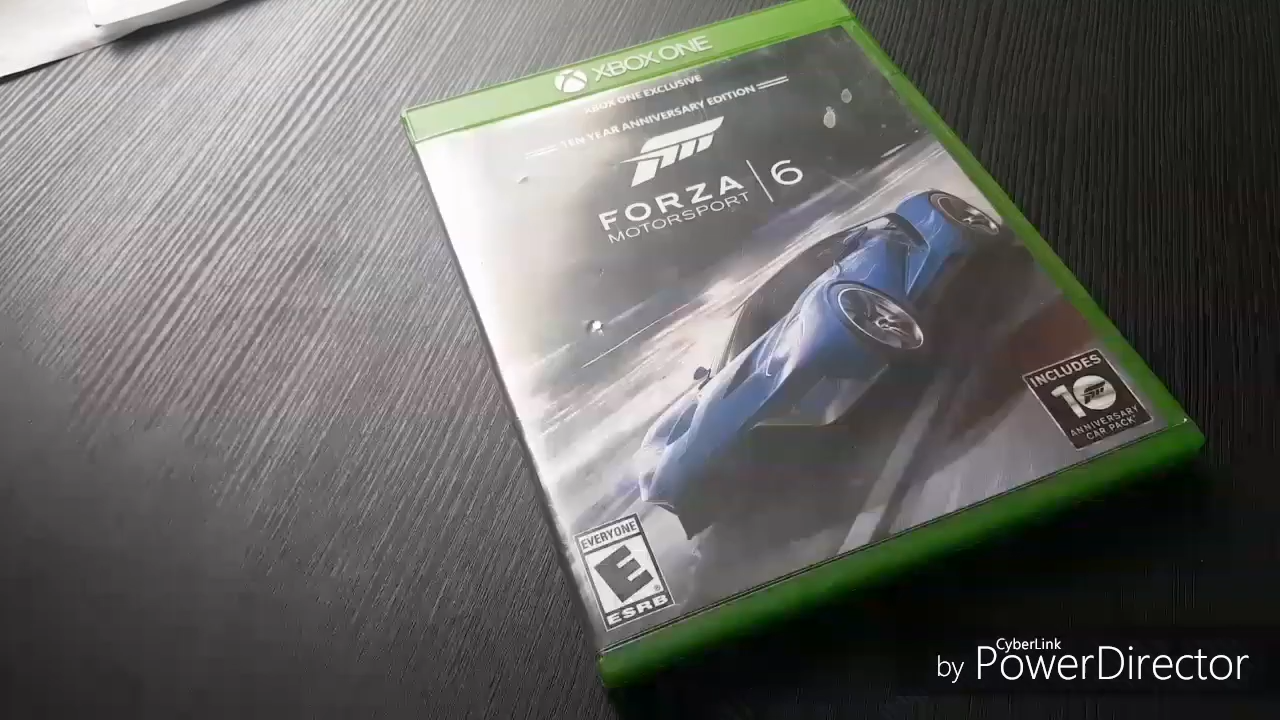 XBOX ONE
XBOX ONE EXCLUSIVE
TEN YEAR ANNIVERSARY EDITION
FORZA | 6
MOTORSPORT
INCLUDES
10
ANNIVERSARY
CAR PACK
EVERYONE
E
ESRB
CyberLink
by PowerDirector